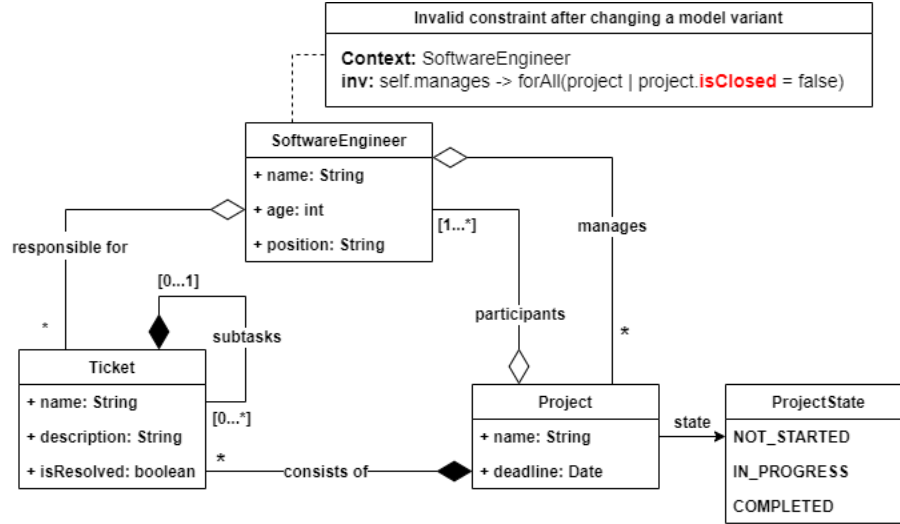 Invalid constraint after changing a model variant
Context: SoftwareEngineer
inv: self.manages -> forAll(project | project.isClosed = false)
SoftwareEngineer
+ name: String
+ age: int
+ position: String
[1...*]
manages
responsible for
[0...1]
subtasks
participants
*
*
Ticket
+ name: String
+ description: String
+ isResolved: boolean
[0...*]
*
consists of
Project
+ name: String
+ deadline: Date
state
ProjectState
NOT_STARTED
IN_PROGRESS
COMPLETED